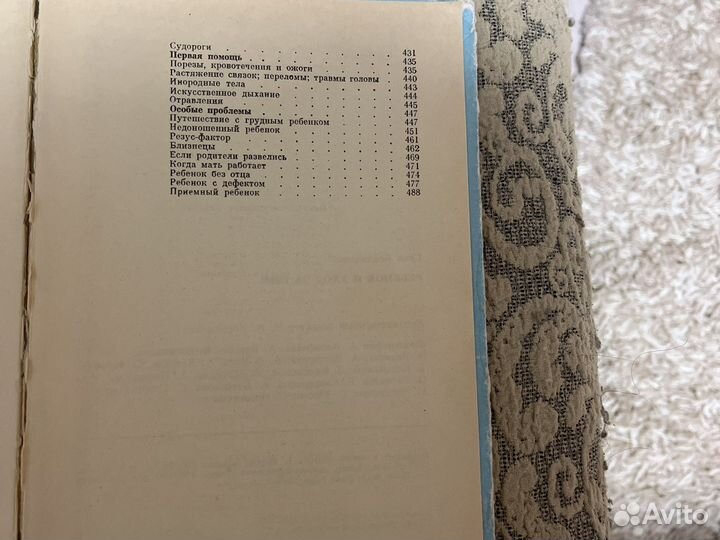 Судороги . . . . . . . . . . . 431
Первая помощь . . . . . . . . . . 435
Порезы, кровотечения и ожоги . . . . . . 435
Растяжение связок; переломы; травмы головы . . 440
Инородные тела . . . . . . . . . . 443
Искусственное дыхание . . . . . . . . 444
Отравления . . . . . . . . . . . 445
Особые проблемы . . . . . . . . . 447
Путешествие с грудным ребенком . . . . . 447
Недоношенный ребенок . . . . . . . . 451
Резус-фактор . . . . . . . . . . 461
Близнецы . . . . . . . . . . . 462
Если родители развелись . . . . . . . 469
Когда мать работает . . . . . . . . 471
Ребенок без отца . . . . . . . . . 474
Ребенок с дефектом . . . . . . . . 477
Приемный ребенок . . . . . . . . . 488
Avito